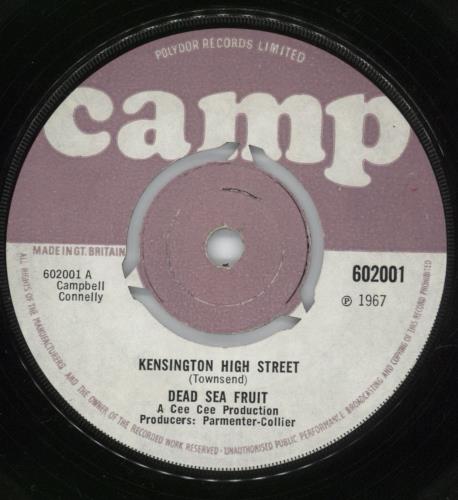 POLYDOR RECORDS LIMITED
camp
MADE IN GT. BRITAIN
602001 A
Campbell
Connelly
602001
℗ 1967
KENSINGTON HIGH STREET
(Townsend)
DEAD SEA FRUIT
A Cee Cee Production
Producers: Parmenter-Collier
ALL RIGHTS OF THE MANUFACTURERS AND THE OWNER OF THE RECORDED WORK RESERVED - UNAUTHORISED PUBLIC PERFORMANCE BROADCASTING AND COPYING OF THIS RECORD PROHIBITED